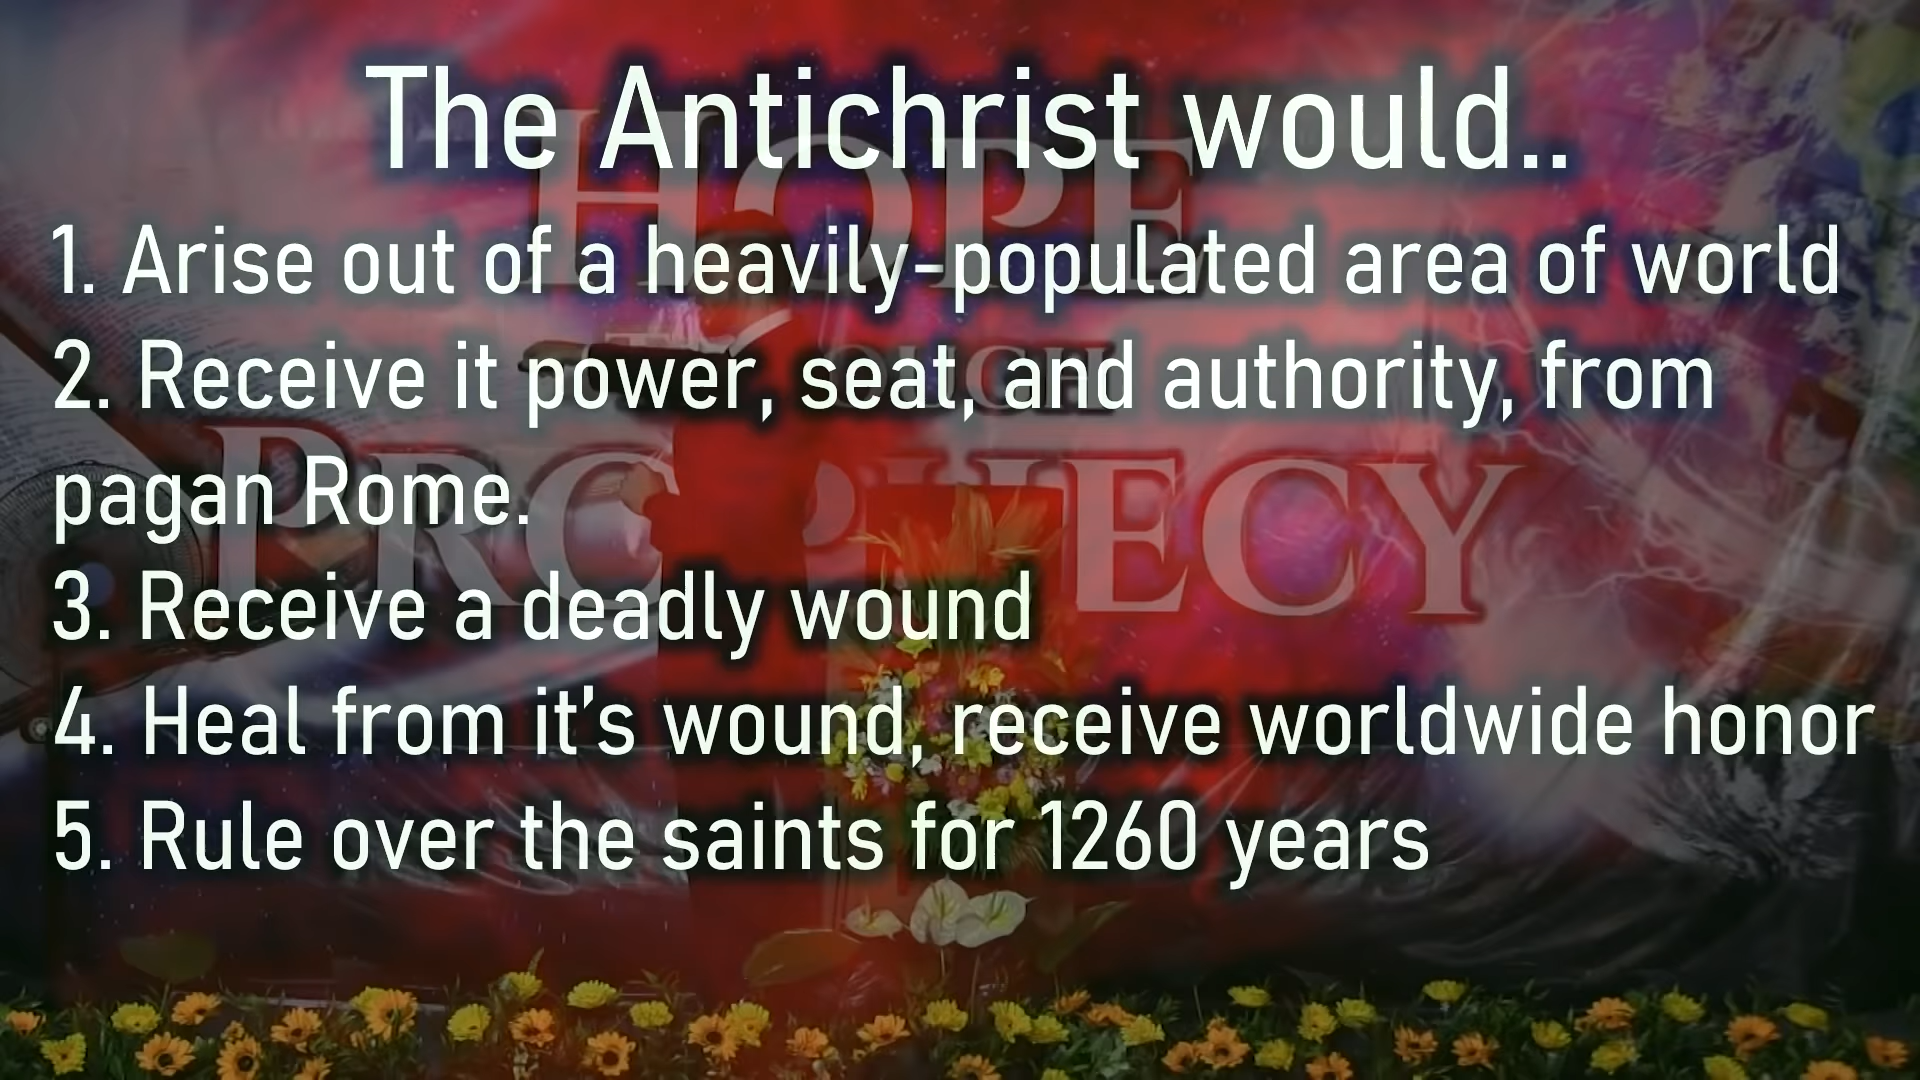 The Antichrist would..
1. Arise out of a heavily-populated area of world
2. Receive it power, seat, and authority, from
pagan Rome.
3. Receive a deadly wound
4. Heal from it’s wound, receive worldwide honor
5. Rule over the saints for 1260 years
HOPE
PROPHECY